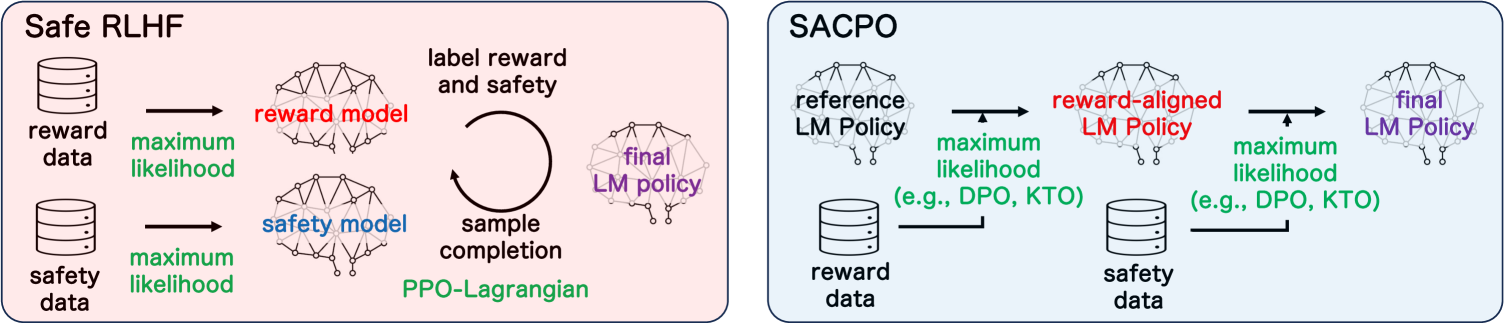 Safe RLHF
reward
data
maximum
likelihood
reward model
safety
data
maximum
likelihood
safety model
label reward
and safety
sample
completion
PPO-Lagrangian
final
LM policy
SACPO
reference
LM Policy
reward
data
maximum
likelihood
(e.g., DPO, KTO)
reward-aligned
LM Policy
safety
data
maximum
likelihood
(e.g., DPO, KTO)
final
LM Policy